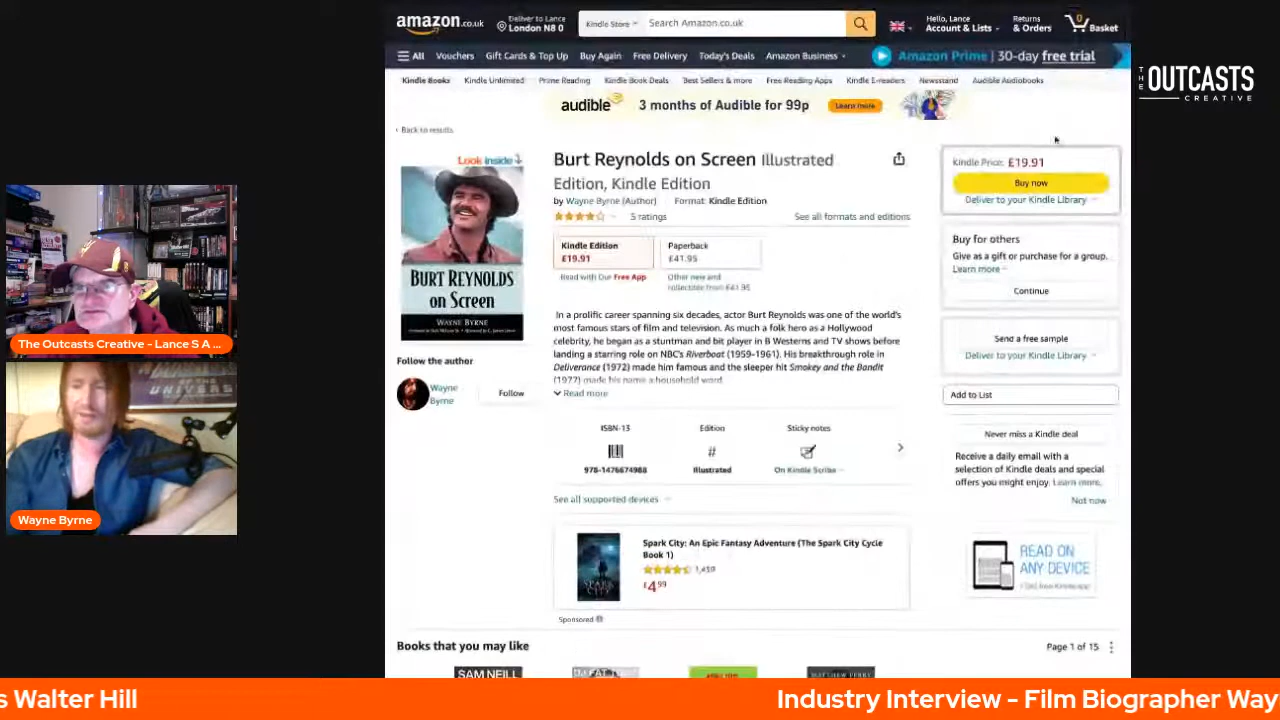 amazon.co.uk
Deliver to Lance
London N8 0
Kindle Store
Search Amazon.co.uk
Hello, Lance
Account & Lists
Returns
& Orders
0
Basket
All
Vouchers
Gift Cards & Top Up
Buy Again
Free Delivery
Today's Deals
Amazon Business
Amazon Prime | 30-day free trial
Kindle Books
Kindle Unlimited
Prime Reading
Kindle Book Deals
Best Sellers & more
Free Reading Apps
Kindle E-readers
Newsstand
Audible Audiobooks
THE OUTCASTS
CREATIVE
audible
3 months of Audible for 99p
Learn more
‹ Back to results
Look inside
BURT REYNOLDS
on Screen
WAYNE BYRNE
Follow the author
Wayne
Byrne
Follow
Burt Reynolds on Screen Illustrated
Edition, Kindle Edition
by Wayne Byrne (Author) Format: Kindle Edition
5 ratings
See all formats and editions
Kindle Edition
£19.91
Read with Our Free App
Paperback
£41.95
Other new and
collectible from £41.95
In a prolific career spanning six decades, actor Burt Reynolds was one of the world's
most famous stars of film and television. As much a folk hero as a Hollywood
celebrity, he began as a stuntman and bit player in B Westerns and TV shows before
landing a starring role on NBC's Riverboat (1959-1961). His breakthrough role in
Deliverance (1972) made him famous and the sleeper hit Smokey and the Bandit
(1977) made his name a household word.
Read more
ISBN-13
978-1476674988
Edition
#
Illustrated
Sticky notes
On Kindle Scribe
See all supported devices
SPARK
CITY
Spark City: An Epic Fantasy Adventure (The Spark City Cycle
Book 1)
£4.99
Sponsored
Kindle Price: £19.91
Buy now
Deliver to your Kindle Library
Buy for others
Give as a gift or purchase for a group.
Learn more
Continue
Send a free sample
Deliver to your Kindle Library
Add to List
Never miss a Kindle deal
Receive a daily email with a
selection of Kindle deals and special
offers you might enjoy. Learn more.
Not now
READ ON
ANY DEVICE
Books that you may like
Page 1 of 15
SAM NEILL
MATTHEW PERRY
The Outcasts Creative - Lance S A ...
Wayne Byrne
s Walter Hill
Industry Interview - Film Biographer Way